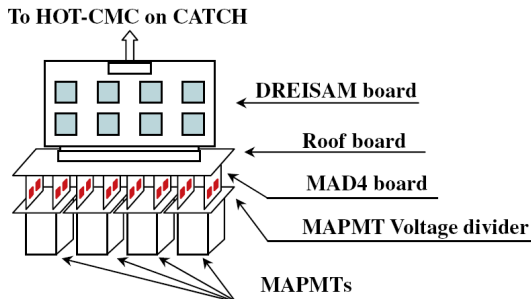 To HOT-CMC on CATCH
DREISAM board
Roof board
MAD4 board
MAPMT Voltage divider
MAPMTs